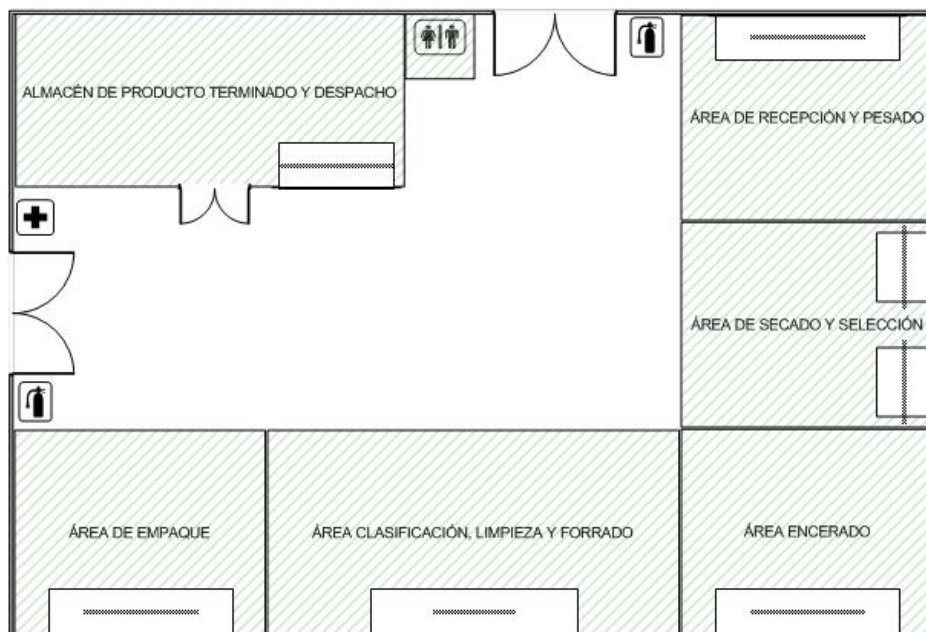 ALMACÉN DE PRODUCTO TERMINADO Y DESPACHO
ÁREA DE RECEPCIÓN Y PESADO
ÁREA DE SECADO Y SELECCIÓN
ÁREA DE EMPAQUE
ÁREA CLASIFICACIÓN, LIMPIEZA Y FORRADO
ÁREA ENCERADO